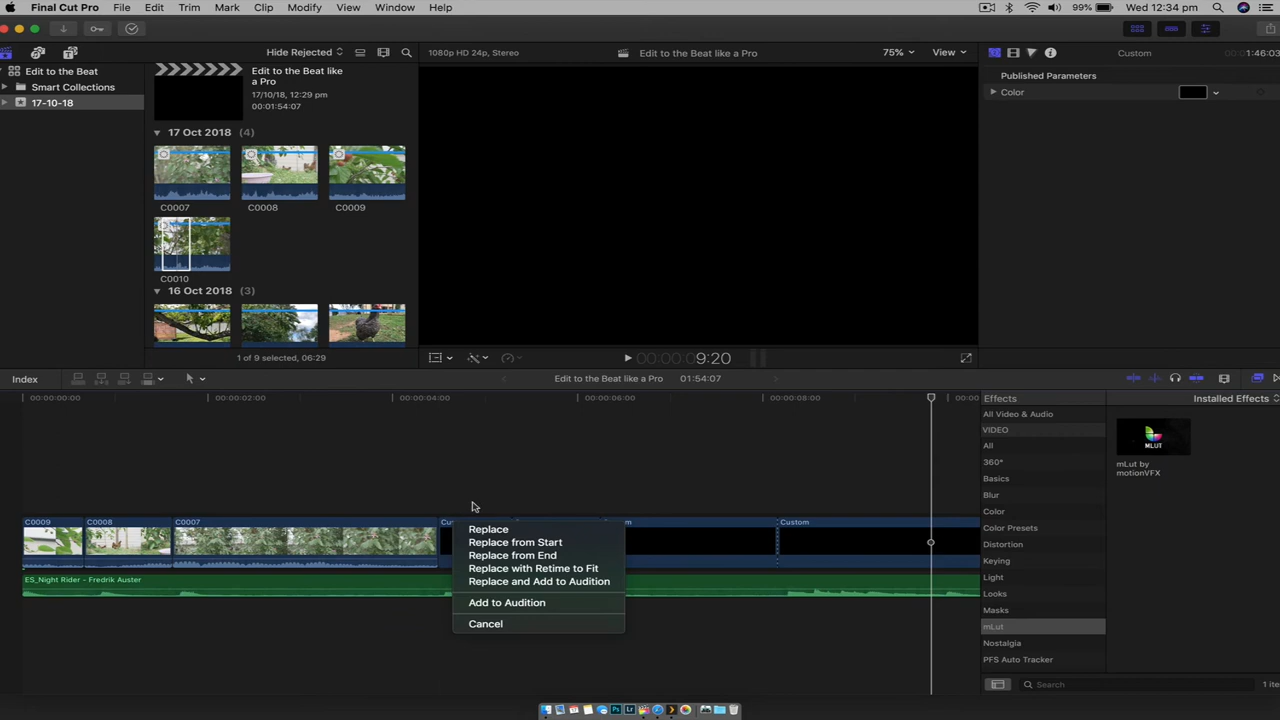 Final Cut Pro File Edit Trim Mark Clip Modify View Window Help 99% Wed 12:34 pm
Hide Rejected 1080p HD 24p, Stereo Edit to the Beat like a Pro 75% View Custom 1:46:03
Edit to the Beat
Smart Collections
17-10-18
Edit to the Beat like
a Pro
17/10/18, 12:29 pm
00:01:54:07
17 Oct 2018 (4)
C0007 C0008 C0009
C0010
16 Oct 2018 (3)
1 of 9 selected, 06:29
00:00:00:09:20
Published Parameters
Color
Index Edit to the Beat like a Pro 01:54:07
00:00:00:00 00:00:02:00 00:00:04:00 00:00:06:00 00:00:08:00 00:00
C0009 C0008 C0007 Custom
ES_Night Rider - Fredrik Auster
Replace
Replace from Start
Replace from End
Replace with Retime to Fit
Replace and Add to Audition
Add to Audition
Cancel
Effects Installed Effects
All Video & Audio
VIDEO
All
360°
Basics
Blur
Color
Color Presets
Distortion
Keying
Light
Looks
Masks
mLut
Nostalgia
PFS Auto Tracker
MLUT
mLut by
motionVFX
Search 1 ite